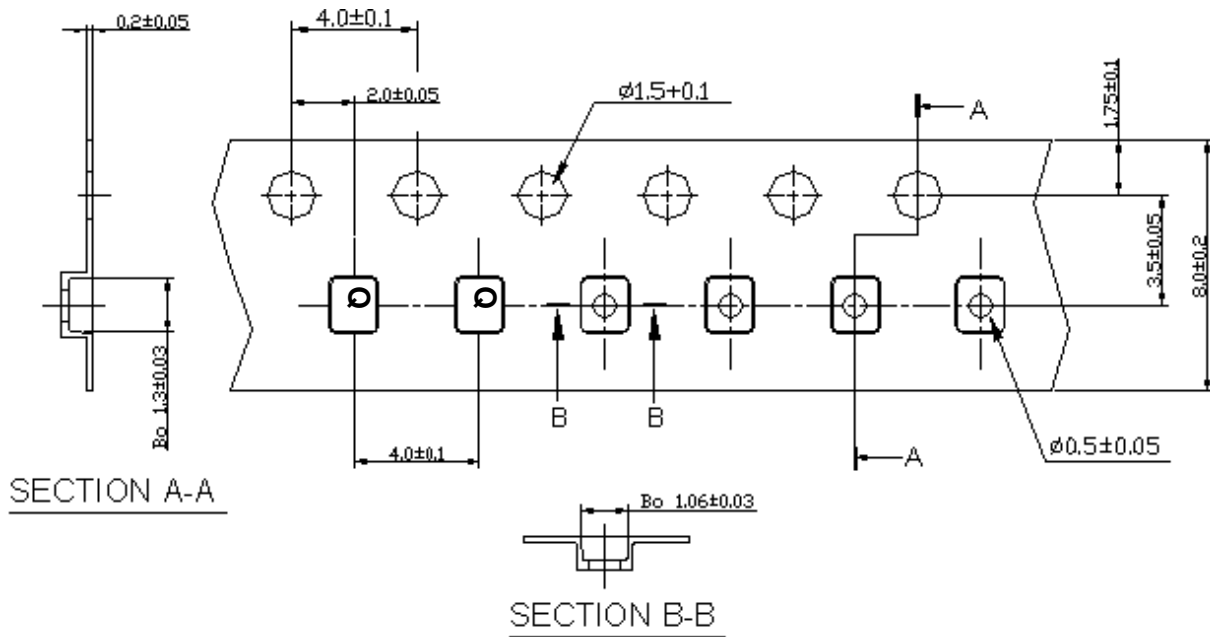 0.2±0.05
4.0±0.1
2.0±0.05
ø1.5+0.1
A
1.75±0.1
3.5±0.05
8.0±0.2
Q
Q
Bo 1.3±0.03
B
B
4.0±0.1
A
ø0.5±0.05
SECTION A-A
Bo 1.06±0.03
SECTION B-B